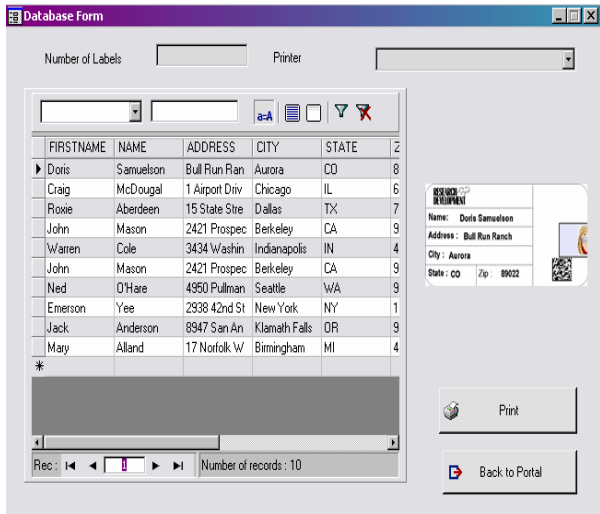 Database Form
Number of Labels Printer
a=A
FIRSTNAME NAME ADDRESS CITY STATE Z
Doris Samuelson Bull Run Ran Aurora CO 8
Craig McDougal 1 Airport Driv Chicago IL 6
Roxie Aberdeen 15 State Stre Dallas TX 7
John Mason 2421 Prospec Berkeley CA 9
Warren Cole 3434 Washin Indianapolis IN 4
John Mason 2421 Prospec Berkeley CA 9
Ned O'Hare 4950 Pullman Seattle WA 9
Emerson Yee 2938 42nd St New York NY 1
Jack Anderson 8947 San An Klamath Falls OR 9
Mary Alland 17 Norfolk W Birmingham MI 4
Rec : 1 Number of records : 10
RESEARCH
DEVELOPMENT
Name: Doris Samuelson
Address : Bull Run Ranch
City : Aurora
State : CO Zip : 89022
Print
Back to Portal